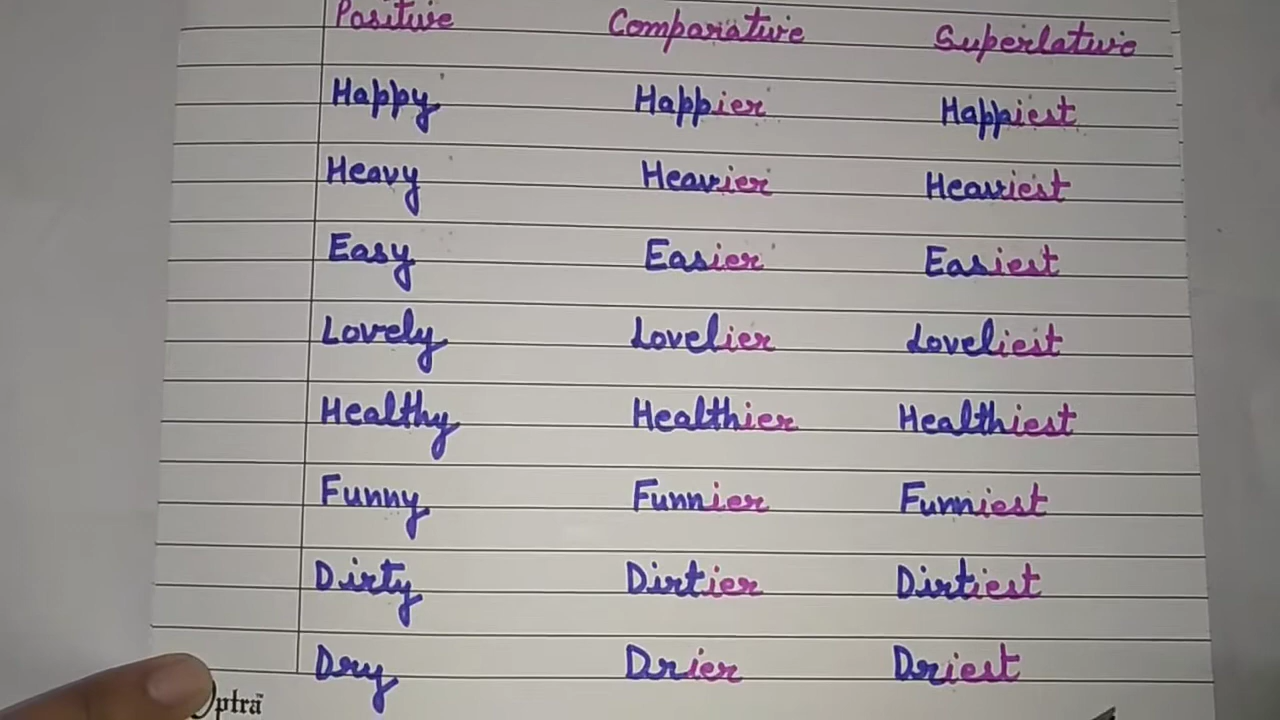 Positive Comparative Superlative
Happy Happier Happiest
Heavy Heavier Heaviest
Easy Easier Easiest
Lovely Lovelier Loveliest
Healthy Healthier Healthiest
Funny Funnier Funniest
Dirty Dirtier Dirtiest
Dry Drier Driest
Optra™